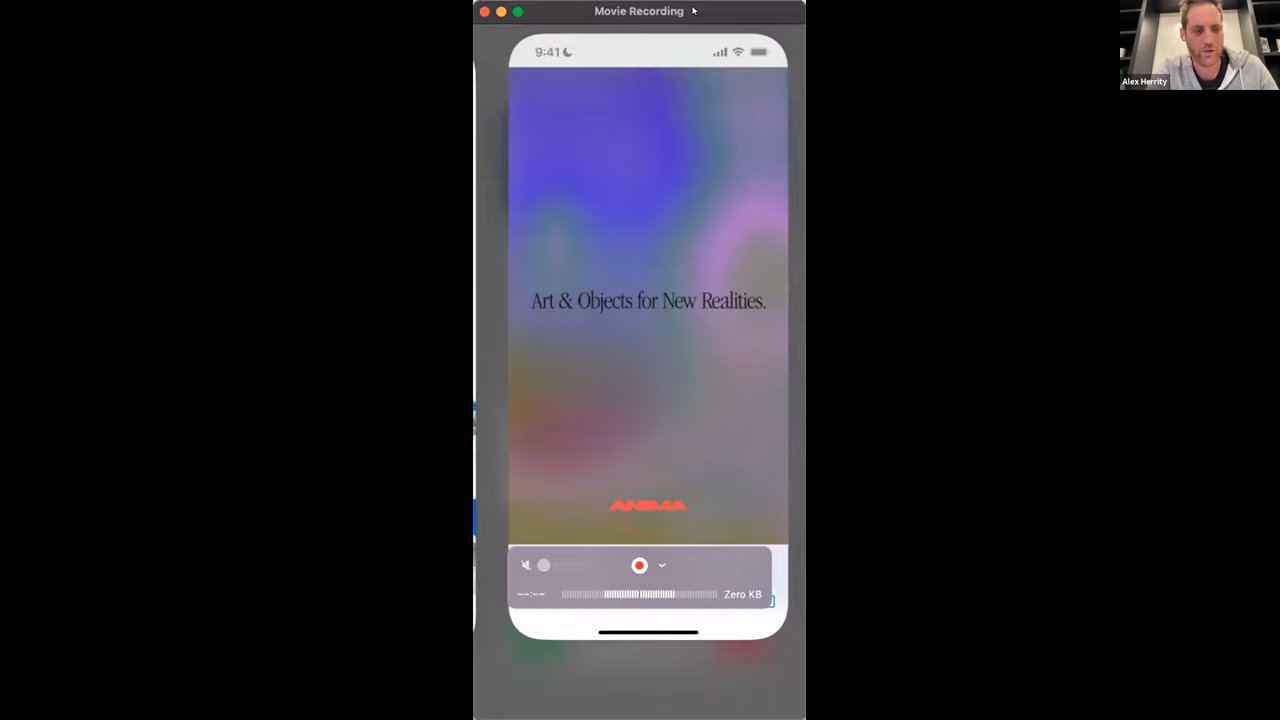 Movie Recording
9:41
Alex Herrity
Art & Objects for New Realities.
ANIMA
--:--
Zero KB